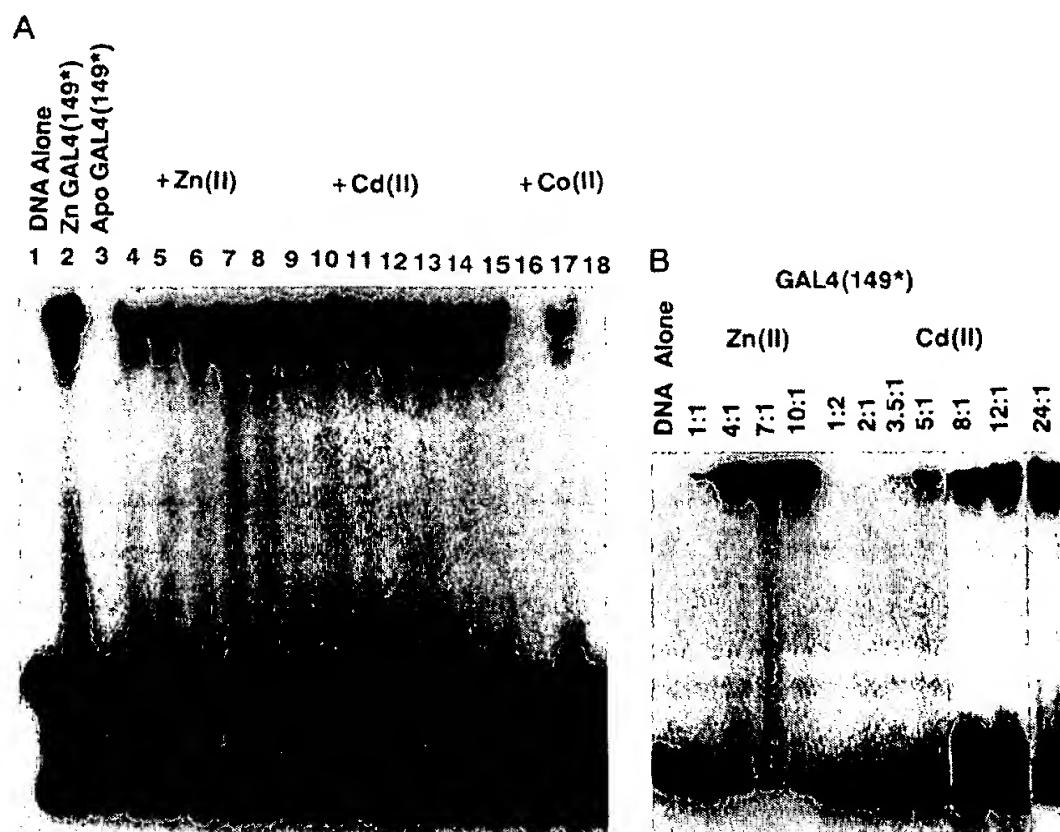 A
DNA Alone
Zn GAL4(149*)
Apo GAL4(149*)
+Zn(II) +Cd(II) +Co(II)
1 2 3 4 5 6 7 8 9 10 11 12 13 14 15 16 17 18
B
GAL4(149*)
DNA Alone
Zn(II) Cd(II)
1:1 4:1 7:1 10:1 1:2 2:1 3.5:1 5:1 8:1 12:1 24:1